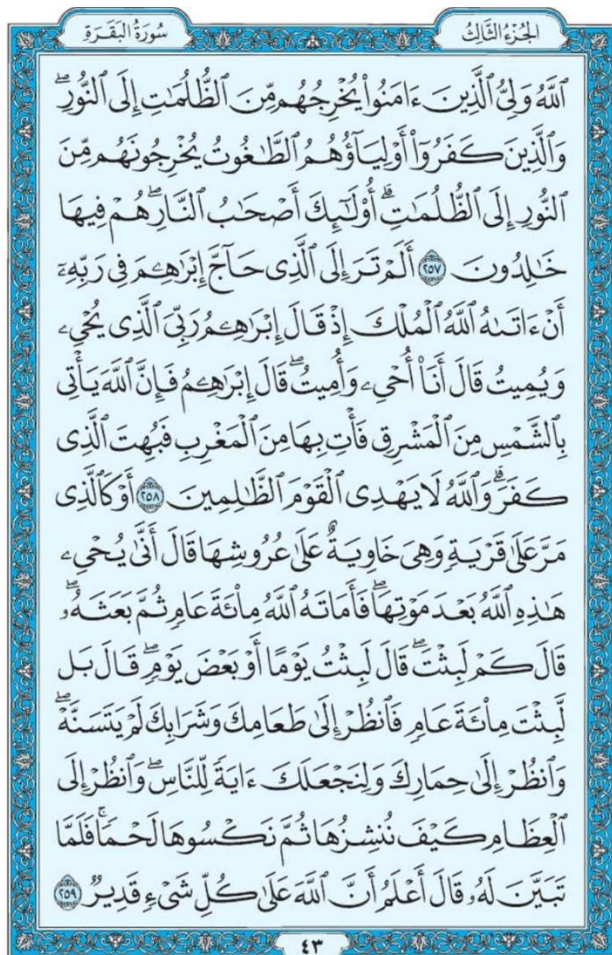 الجُزْءُ الثَّالِثُ
سُورَةُ البَقَرَةِ
ٱللَّهُ وَلِىُّ ٱلَّذِينَ ءَامَنُوا۟ يُخْرِجُهُم مِّنَ ٱلظُّلُمَٰتِ إِلَى ٱلنُّورِۖ
وَٱلَّذِينَ كَفَرُوٓا۟ أَوْلِيَآؤُهُمُ ٱلطَّٰغُوتُ يُخْرِجُونَهُم مِّنَ
ٱلنُّورِ إِلَى ٱلظُّلُمَٰتِۗ أُو۟لَٰٓئِكَ أَصْحَٰبُ ٱلنَّارِۖ هُمْ فِيهَا
خَٰلِدُونَ ۝٢٥٧ أَلَمْ تَرَ إِلَى ٱلَّذِى حَآجَّ إِبْرَٰهِـۧمَ فِى رَبِّهِۦٓ
أَنْ ءَاتَىٰهُ ٱللَّهُ ٱلْمُلْكَ إِذْ قَالَ إِبْرَٰهِـۧمُ رَبِّىَ ٱلَّذِى يُحْىِۦ
وَيُمِيتُ قَالَ أَنَا۠ أُحْىِۦ وَأُمِيتُۖ قَالَ إِبْرَٰهِـۧمُ فَإِنَّ ٱللَّهَ يَأْتِى
بِٱلشَّمْسِ مِنَ ٱلْمَشْرِقِ فَأْتِ بِهَا مِنَ ٱلْمَغْرِبِ فَبُهِتَ ٱلَّذِى
كَفَرَۗ وَٱللَّهُ لَا يَهْدِى ٱلْقَوْمَ ٱلظَّٰلِمِينَ ۝٢٥٨ أَوْ كَٱلَّذِى
مَرَّ عَلَىٰ قَرْيَةٍ وَهِىَ خَاوِيَةٌ عَلَىٰ عُرُوشِهَا قَالَ أَنَّىٰ يُحْىِۦ
هَٰذِهِ ٱللَّهُ بَعْدَ مَوْتِهَاۖ فَأَمَاتَهُ ٱللَّهُ مِا۟ئَةَ عَامٍ ثُمَّ بَعَثَهُۥۖ
قَالَ كَمْ لَبِثْتَۖ قَالَ لَبِثْتُ يَوْمًا أَوْ بَعْضَ يَوْمٍۖ قَالَ بَل
لَّبِثْتَ مِا۟ئَةَ عَامٍ فَٱنظُرْ إِلَىٰ طَعَامِكَ وَشَرَابِكَ لَمْ يَتَسَنَّهْۖ
وَٱنظُرْ إِلَىٰ حِمَارِكَ وَلِنَجْعَلَكَ ءَايَةً لِّلنَّاسِۖ وَٱنظُرْ إِلَى
ٱلْعِظَامِ كَيْفَ نُنشِزُهَا ثُمَّ نَكْسُوهَا لَحْمًاۚ فَلَمَّا
تَبَيَّنَ لَهُۥ قَالَ أَعْلَمُ أَنَّ ٱللَّهَ عَلَىٰ كُلِّ شَىْءٍ قَدِيرٌ ۝٢٥٩
٤٣